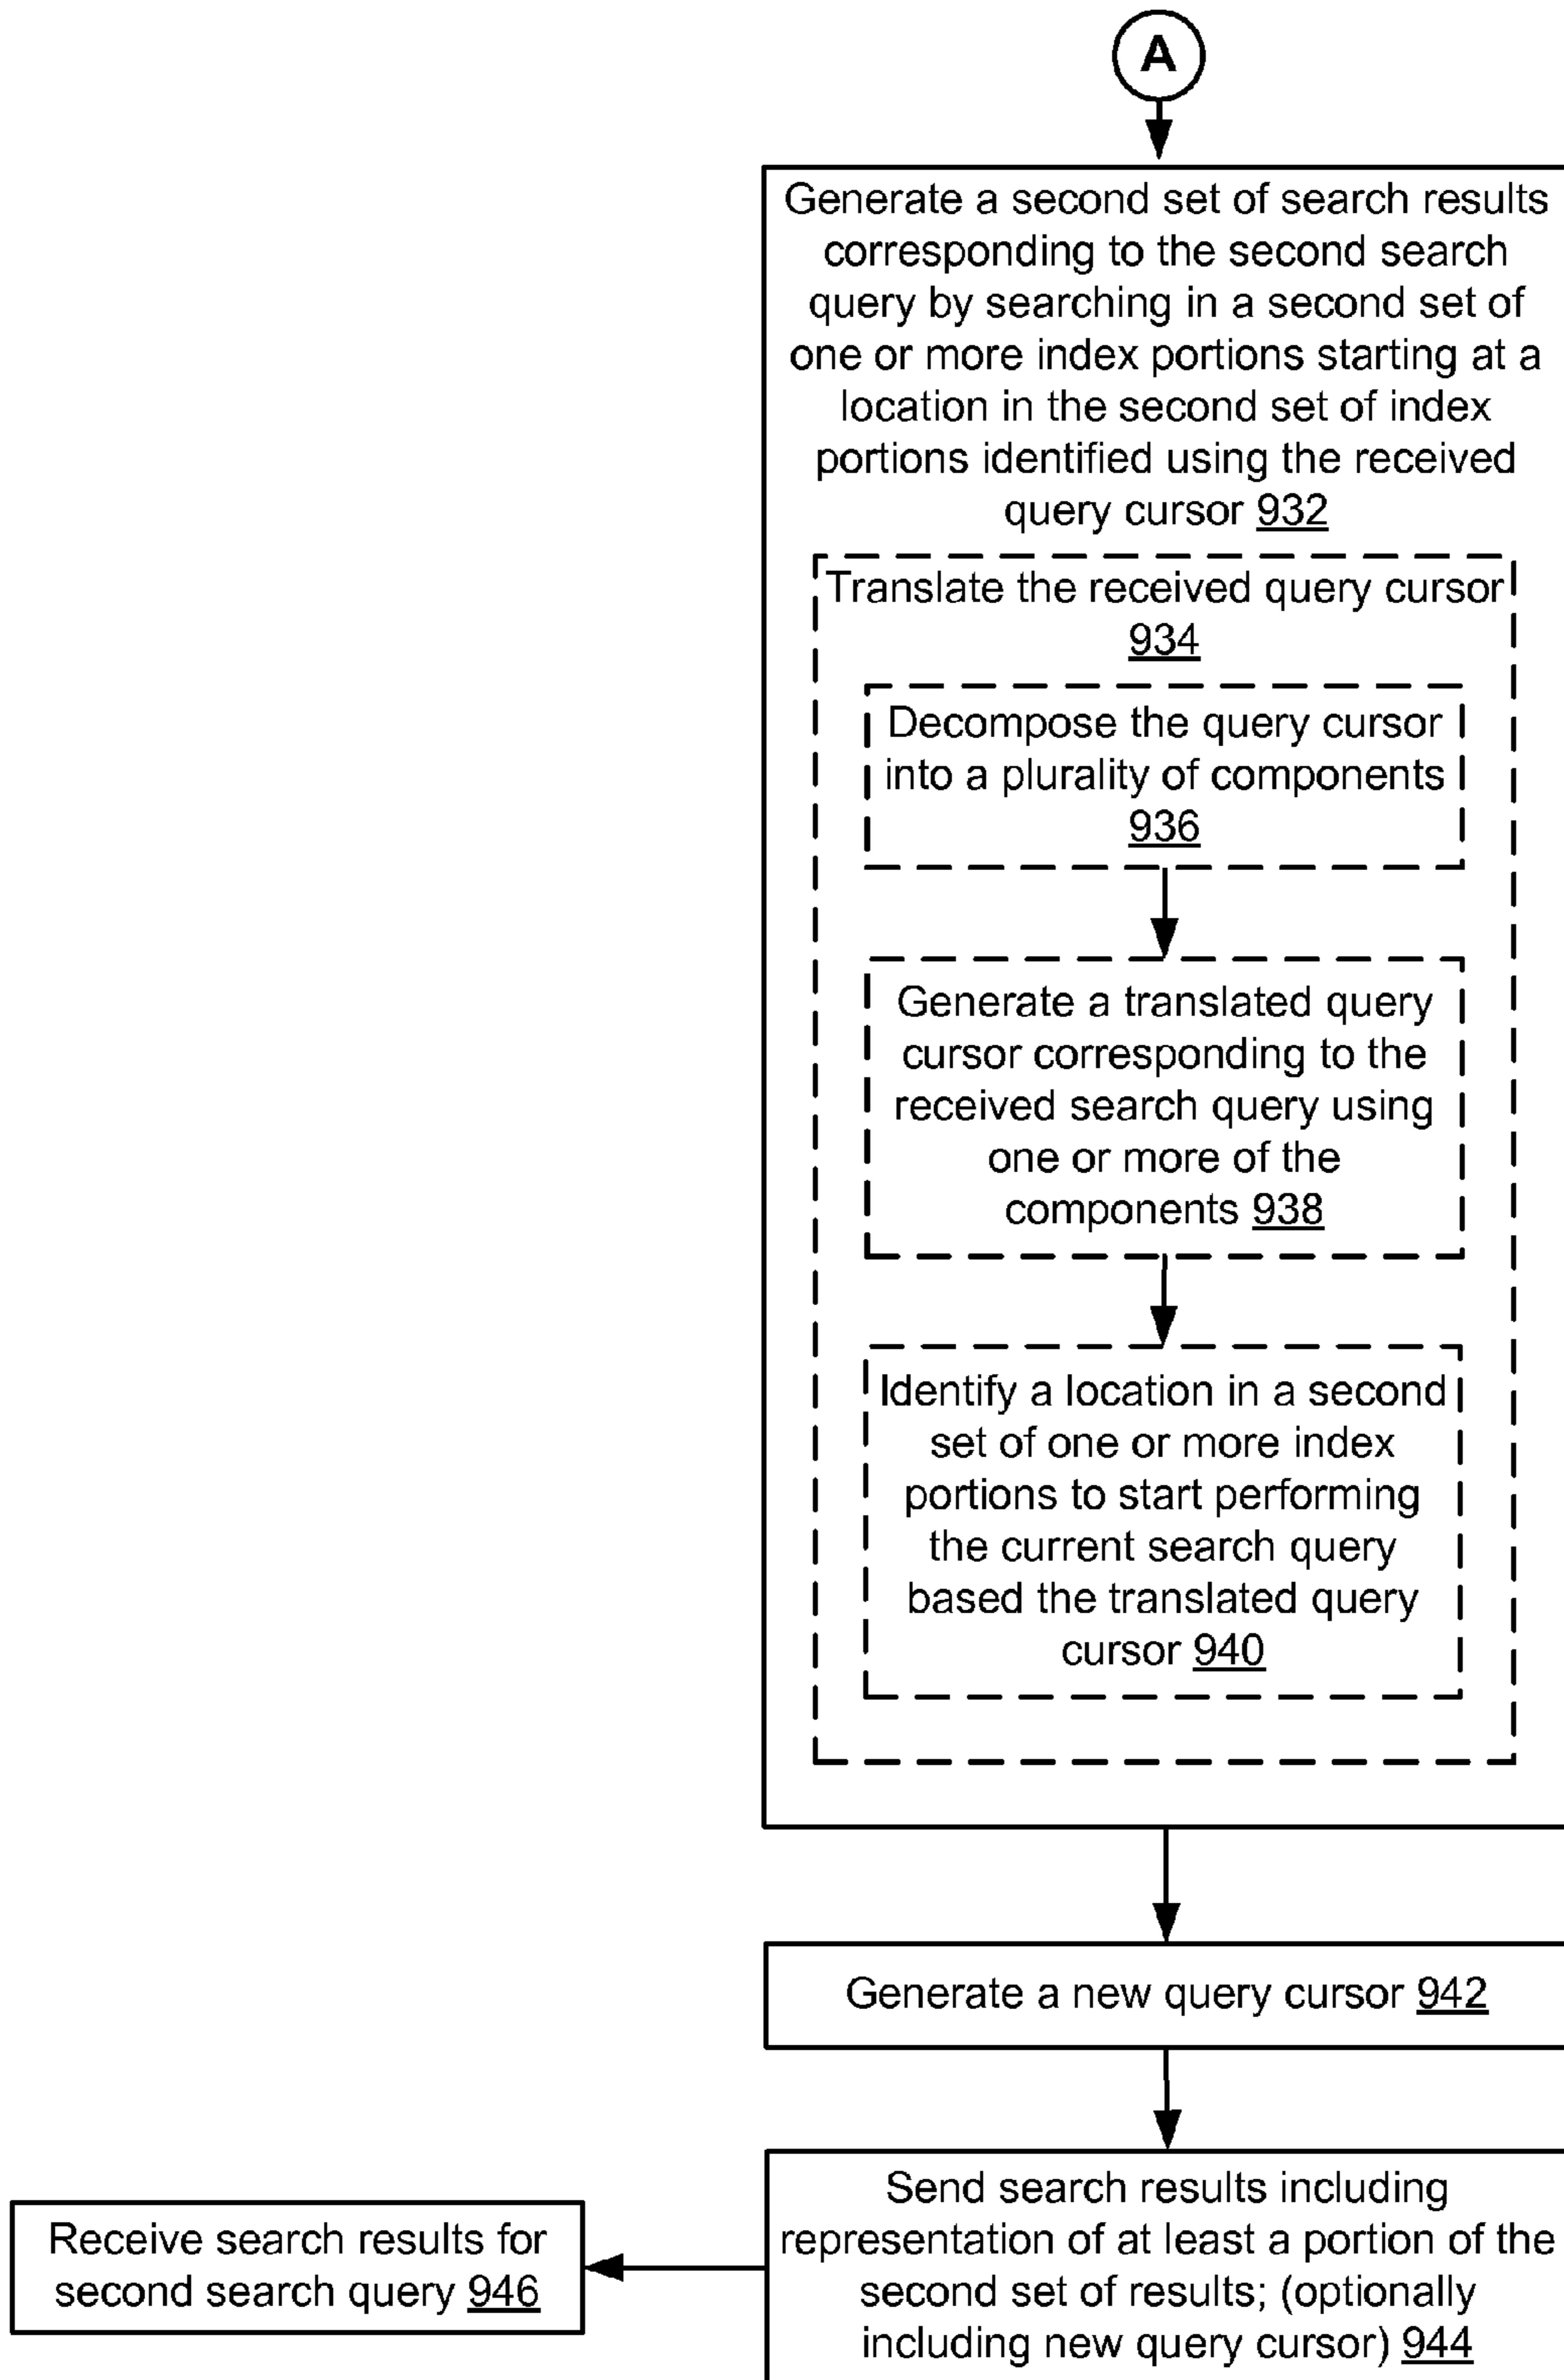 A
Generate a second set of search results
corresponding to the second search
query by searching in a second set of
one or more index portions starting at a
location in the second set of index
portions identified using the received
query cursor 932
Translate the received query cursor
934
Decompose the query cursor
into a plurality of components
936
Generate a translated query
cursor corresponding to the
received search query using
one or more of the
components 938
Identify a location in a second
set of one or more index
portions to start performing
the current search query
based the translated query
cursor 940
Generate a new query cursor 942
Send search results including
representation of at least a portion of the
second set of results; (optionally
including new query cursor) 944
Receive search results for
second search query 946